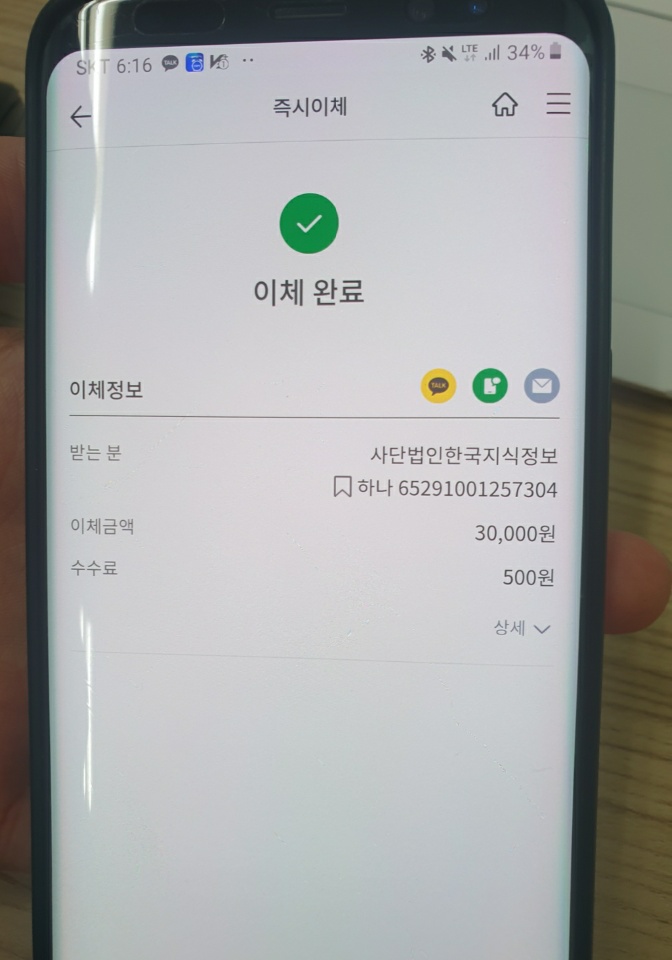 SKT 6:16 TALK LTE 34%
즉시이체
이체 완료
이체정보 TALK
받는 분 사단법인한국지식정보
하나 65291001257304
이체금액 30,000원
수수료 500원
상세